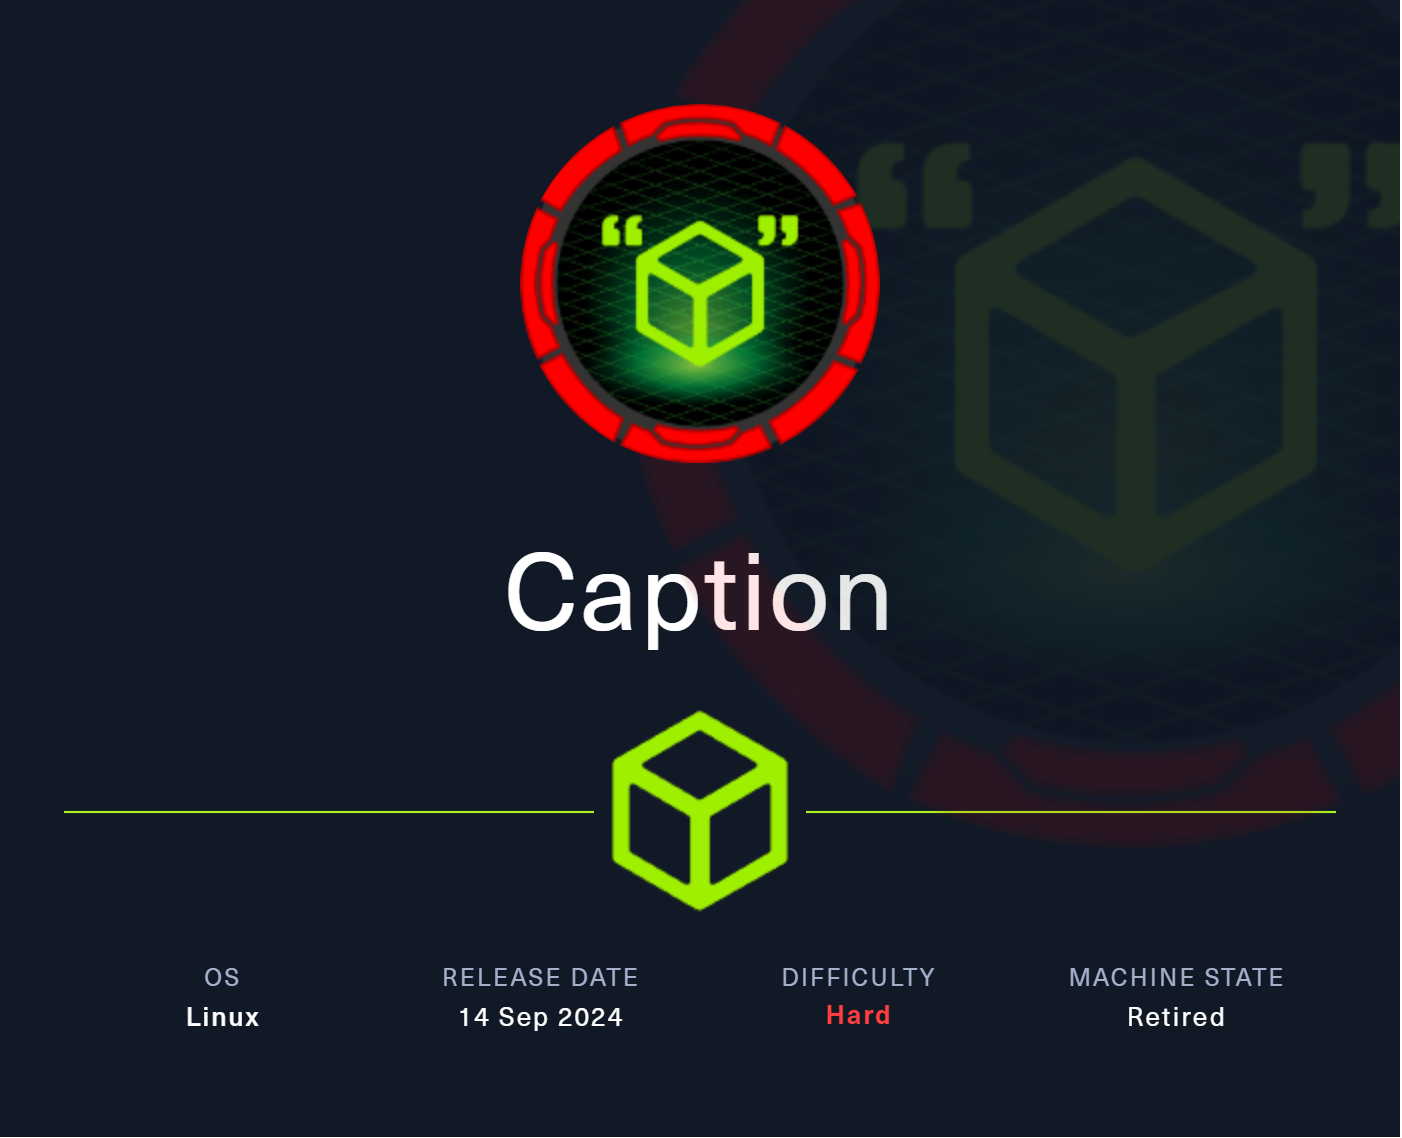 “ ”
Caption
OS RELEASE DATE DIFFICULTY MACHINE STATE
Linux 14 Sep 2024 Hard Retired